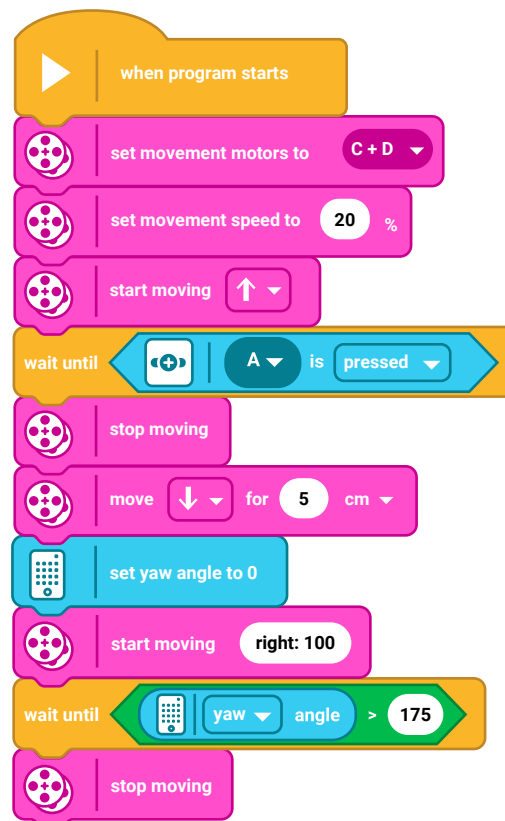 when program starts
set movement motors to C + D
set movement speed to 20 %
start moving
wait until A is pressed
stop moving
move for 5 cm
set yaw angle to 0
start moving right: 100
wait until yaw angle > 175
stop moving